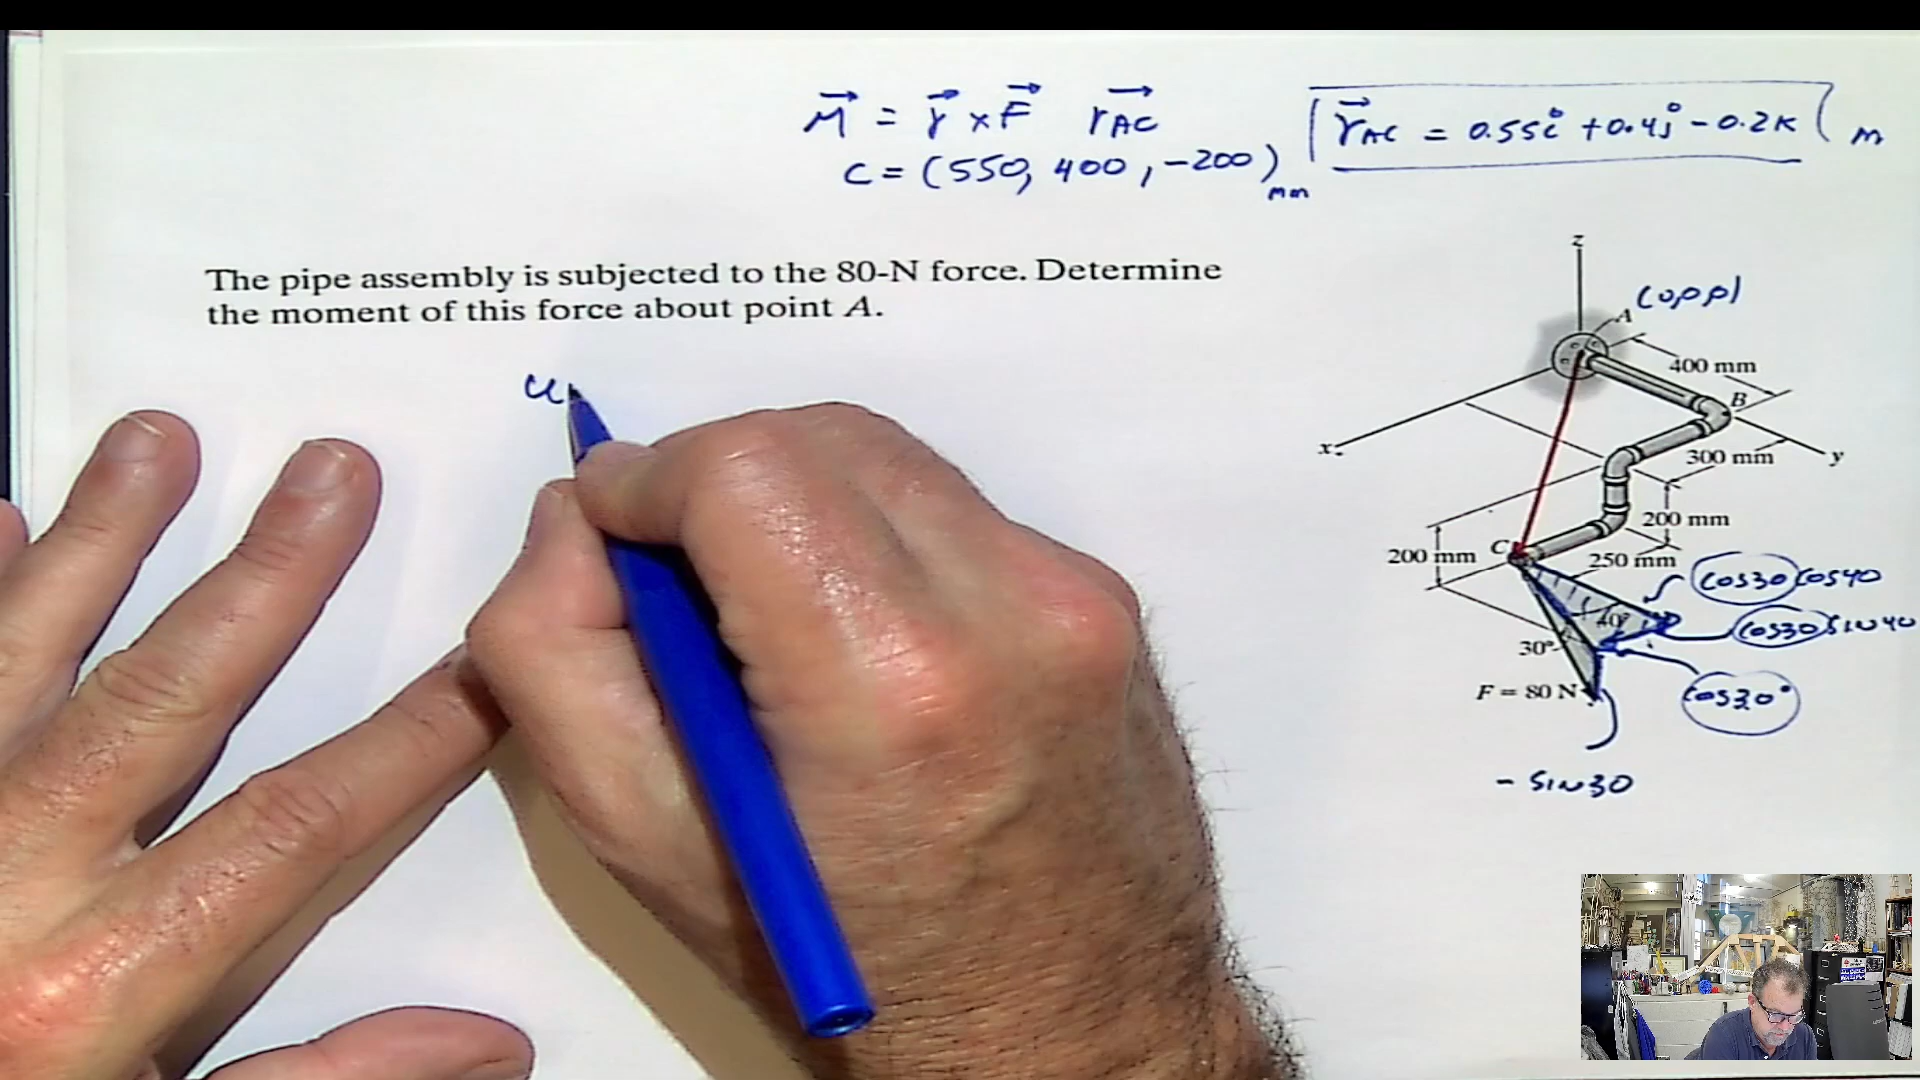 M = r x F rAC
rAC = 0.55i + 0.4j - 0.2k m
C = (550, 400, -200) mm
The pipe assembly is subjected to the 80-N force. Determine
the moment of this force about point A.
u
z
(0,0,0)
A
400 mm
B
x
300 mm
y
200 mm
200 mm
C
250 mm
cos30 cos40
40°
cos30 sin40
30°
F = 80 N
cos30°
- sin30